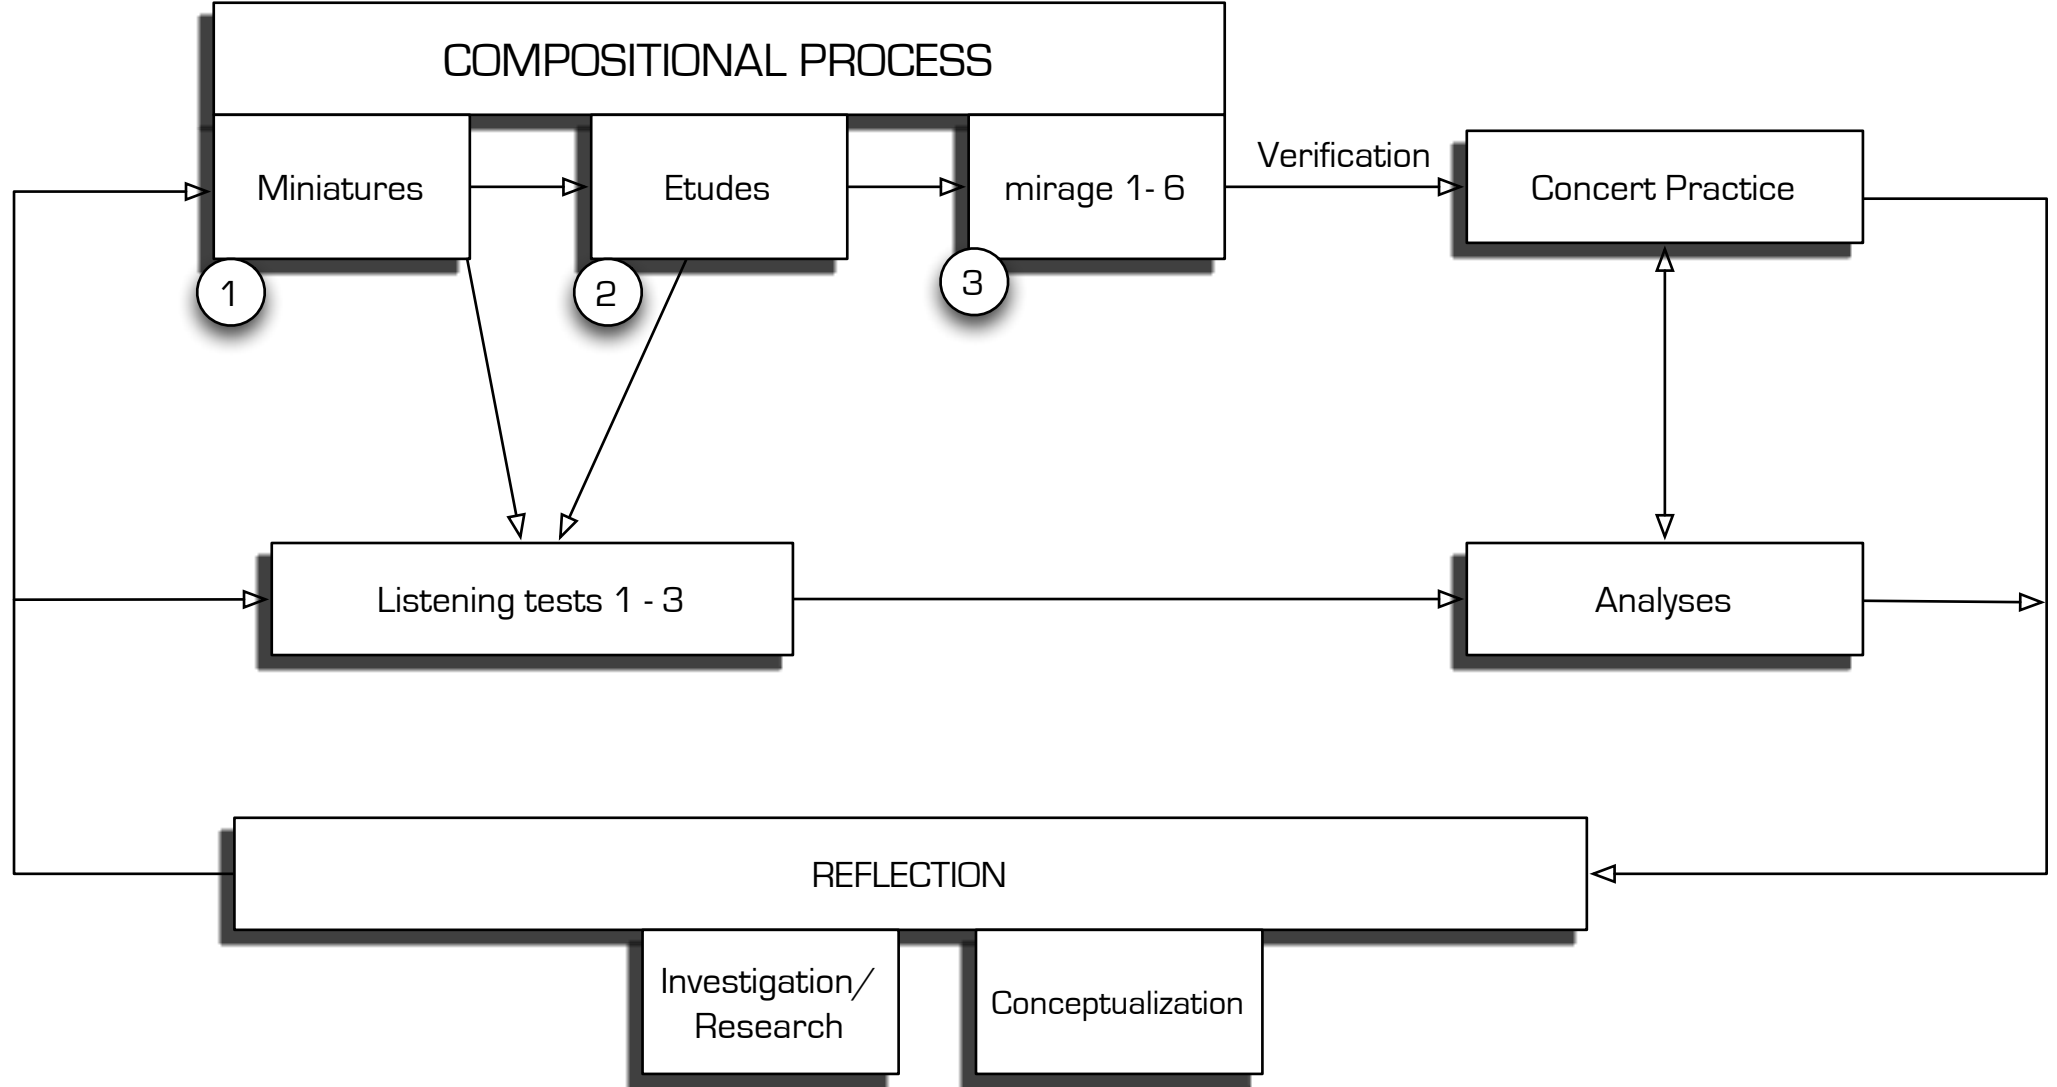 COMPOSITIONAL PROCESS
Miniatures
Etudes
mirage 1- 6
Verification
Concert Practice
1
2
3
Listening tests 1 - 3
Analyses
REFLECTION
Investigation/
Research
Conceptualization